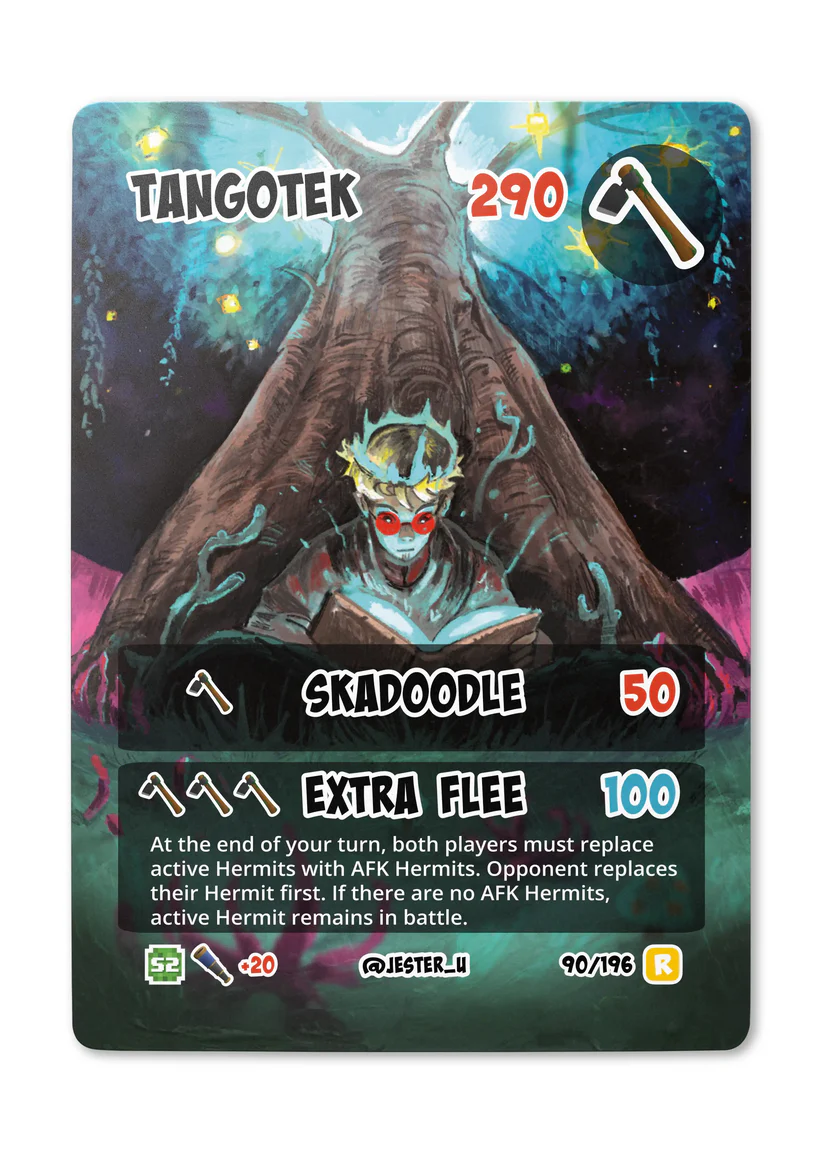 TANGOTEK 290
SKADOODLE 50
EXTRA FLEE 100
At the end of your turn, both players must replace
active Hermits with AFK Hermits. Opponent replaces
their Hermit first. If there are no AFK Hermits,
active Hermit remains in battle.
S2 +20 @JESTER_U 90/196 R